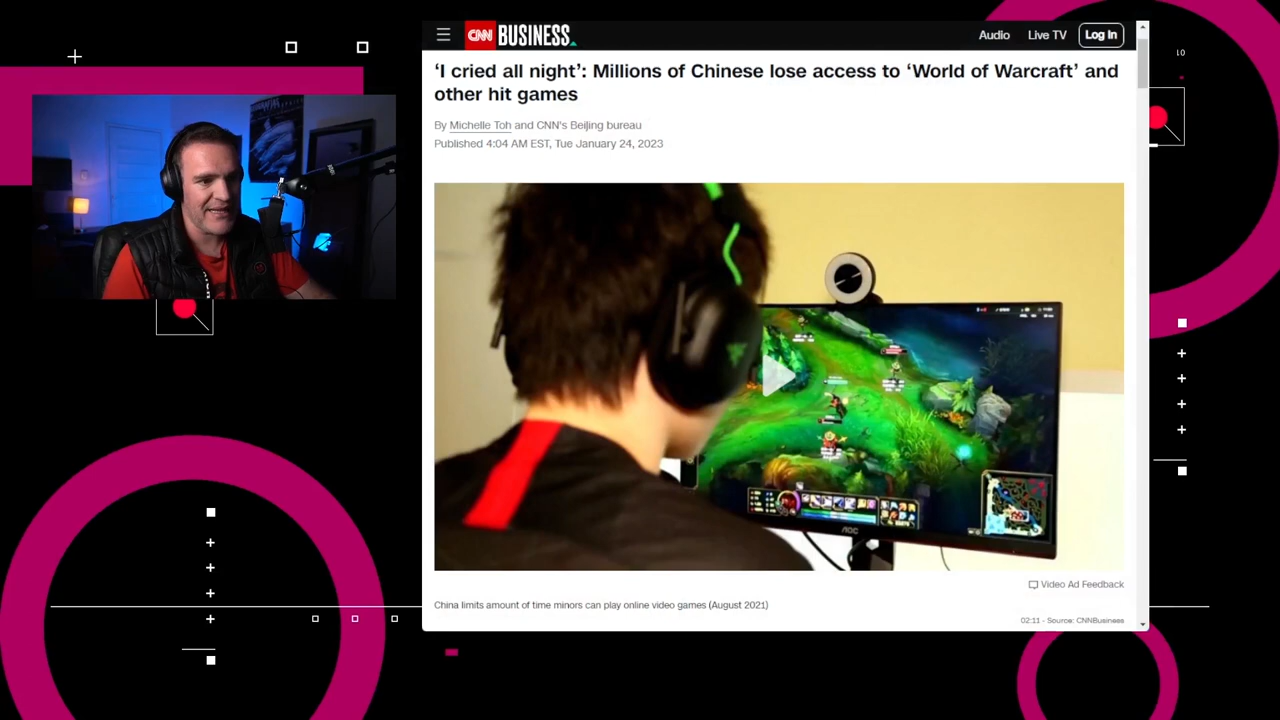 CNN BUSINESS
Audio
Live TV
Log In
‘I cried all night’: Millions of Chinese lose access to ‘World of Warcraft’ and
other hit games
By Michelle Toh and CNN's Beijing bureau
Published 4:04 AM EST, Tue January 24, 2023
AOC
Video Ad Feedback
China limits amount of time minors can play online video games (August 2021)
02:11 - Source: CNNBusiness